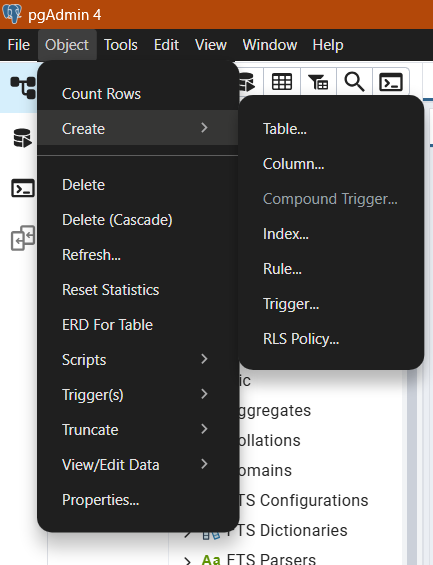 pgAdmin 4
File Object Tools Edit View Window Help
Count Rows
Create
Delete
Delete (Cascade)
Refresh...
Reset Statistics
ERD For Table
Scripts
Trigger(s)
Truncate
View/Edit Data
Properties...
Table...
Column...
Compound Trigger...
Index...
Rule...
Trigger...
RLS Policy...
ic
ggregates
ollations
omains
TS Configurations
TS Dictionaries
Aa FTS Parsers